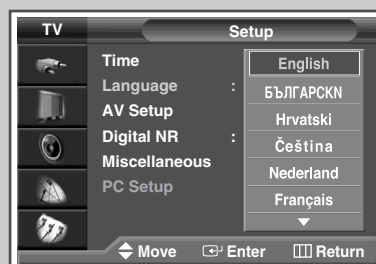 TV
Setup
Time
Language :
AV Setup
Digital NR :
Miscellaneous
PC Setup
English
БЪЛГАРСКN
Hrvatski
Čeština
Nederland
Français
Move Enter Return